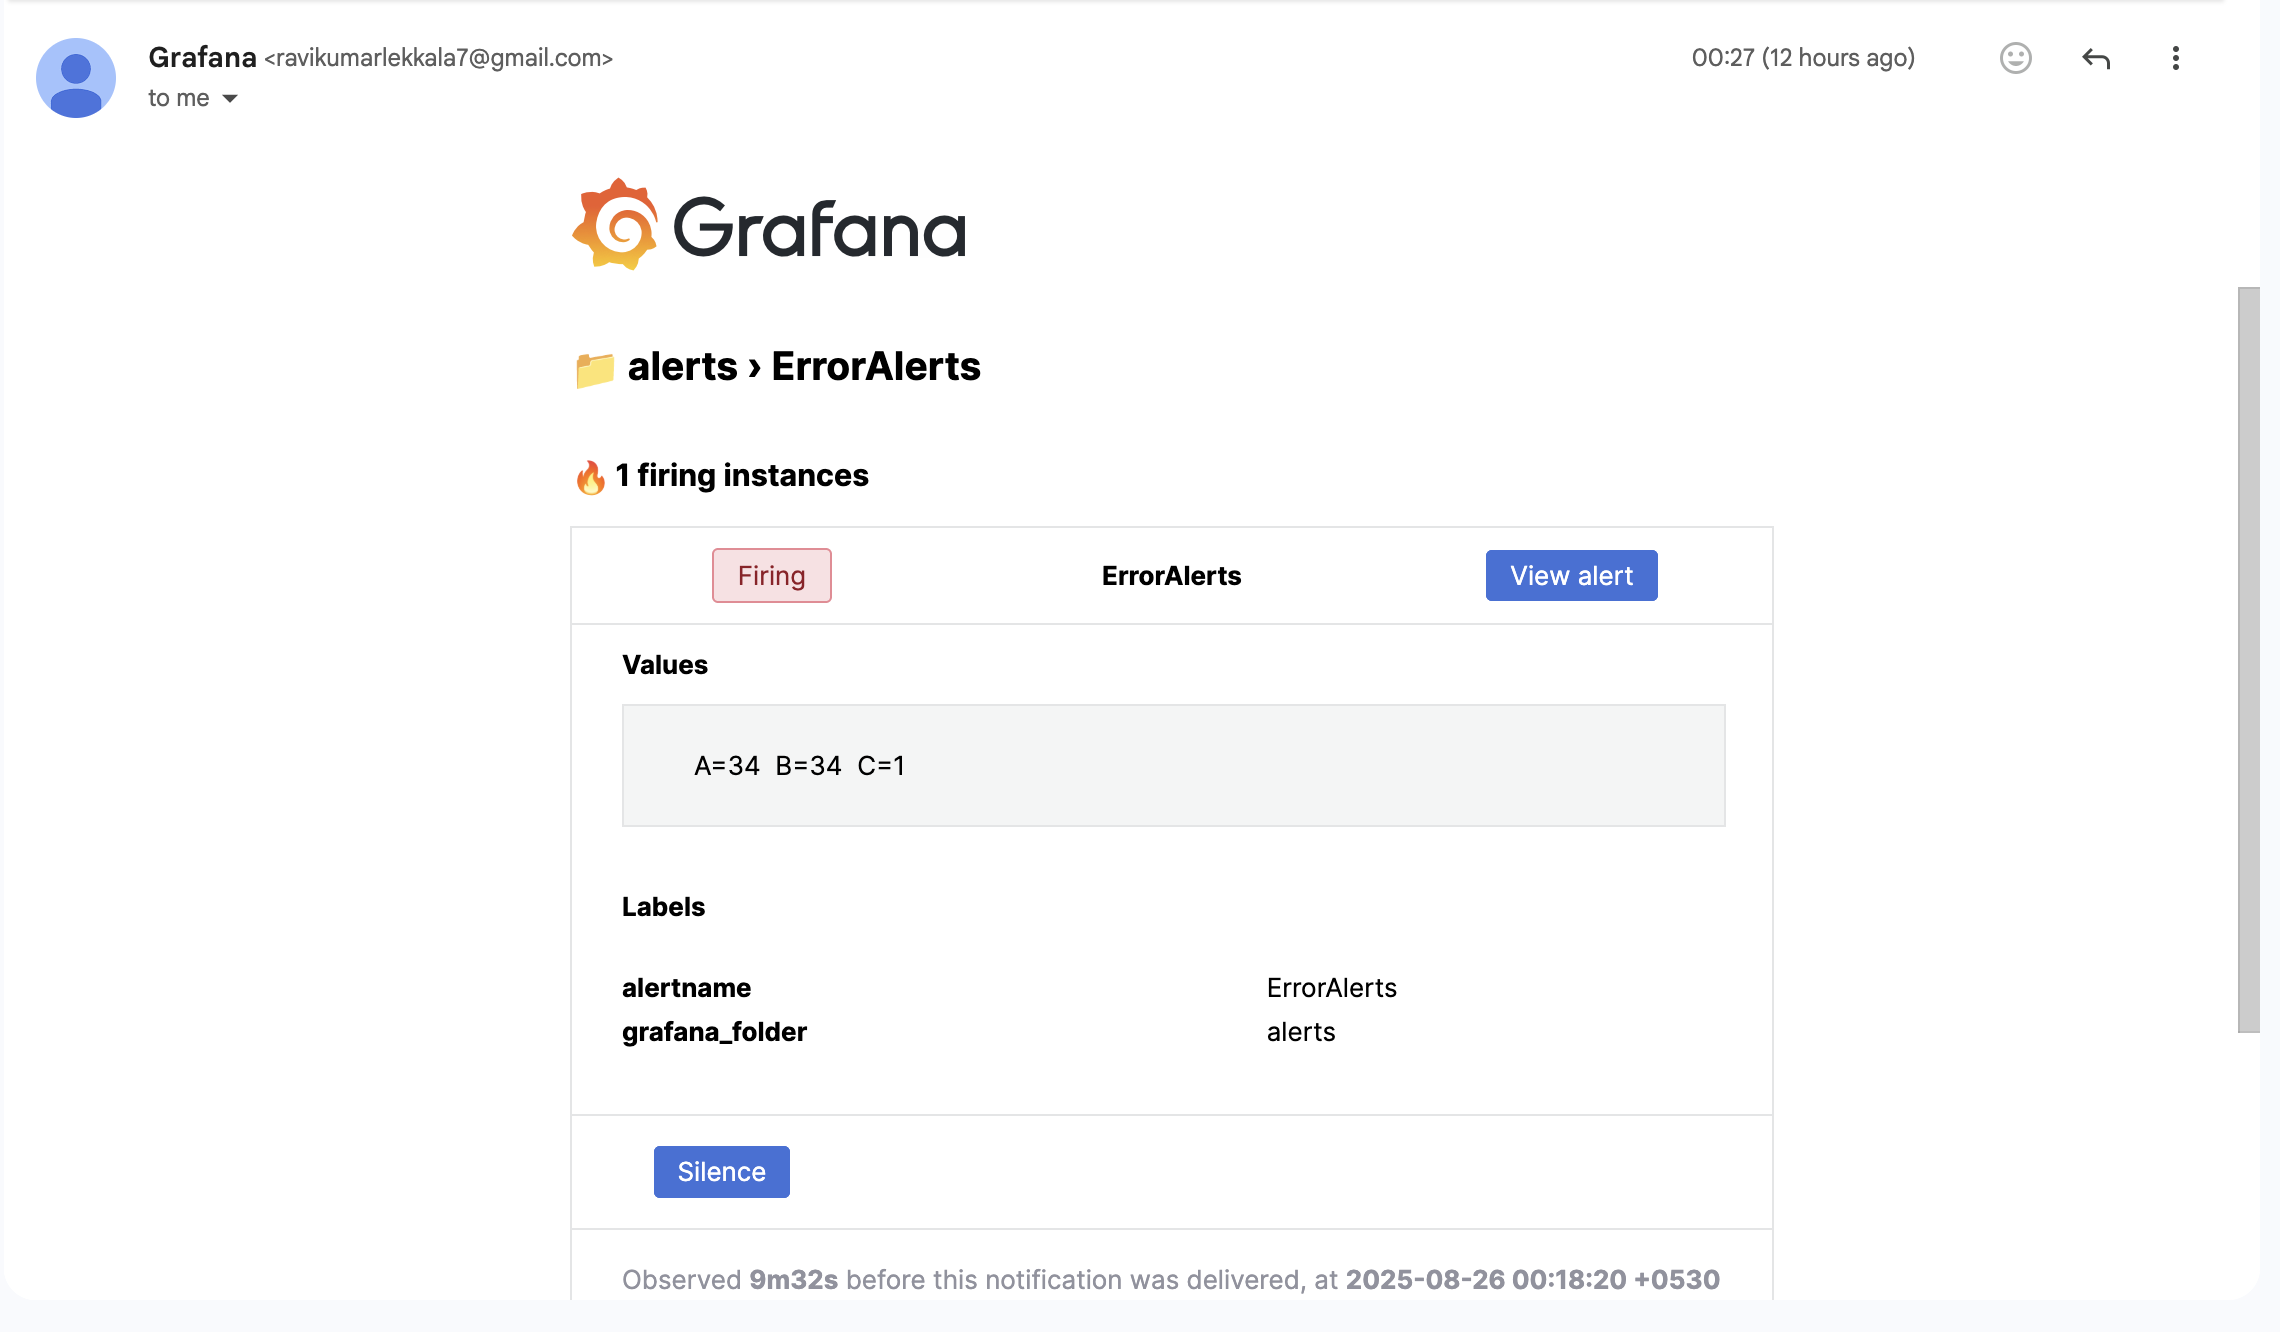 Grafana <ravikumarlekkala7@gmail.com> 00:27 (12 hours ago)
to me
Grafana
alerts › ErrorAlerts
1 firing instances
Firing ErrorAlerts View alert
Values
A=34 B=34 C=1
Labels
alertname ErrorAlerts
grafana_folder alerts
Silence
Observed 9m32s before this notification was delivered, at 2025-08-26 00:18:20 +0530